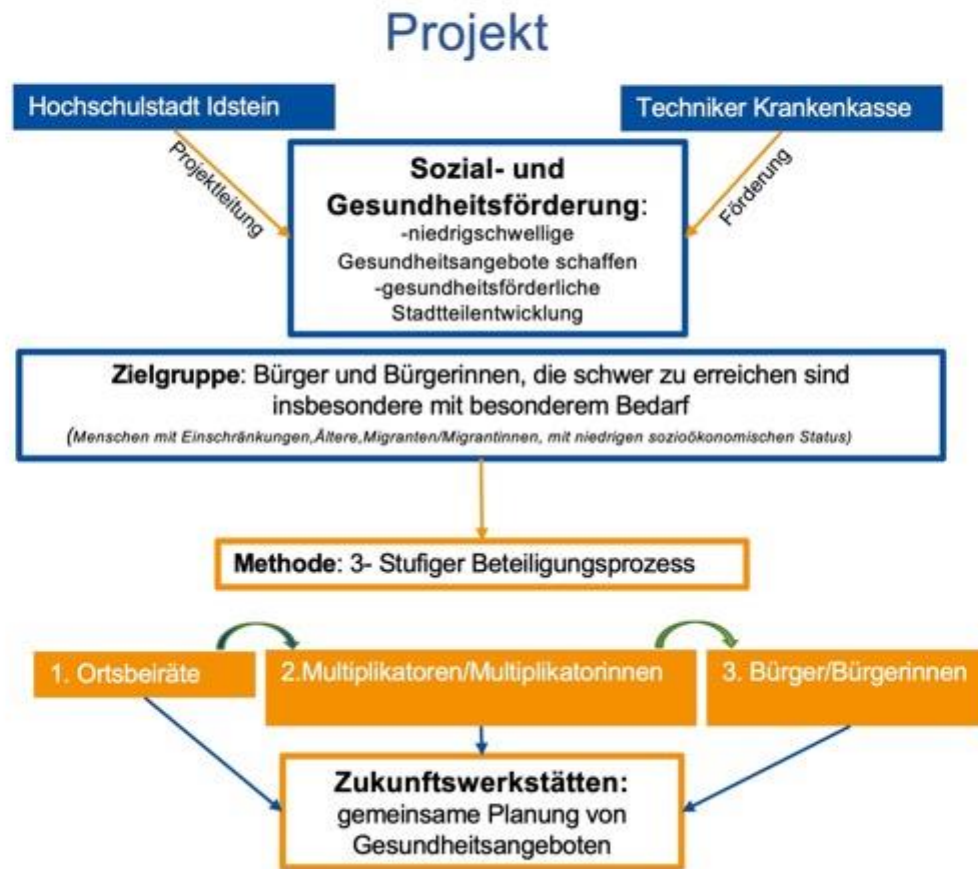 Projekt
Hochschulstadt Idstein
Techniker Krankenkasse
Projektleitung
Förderung
Sozial- und
Gesundheitsförderung:
-niedrigschwellige
Gesundheitsangebote schaffen
-gesundheitsförderliche
Stadtteilentwicklung
Zielgruppe: Bürger und Bürgerinnen, die schwer zu erreichen sind
insbesondere mit besonderem Bedarf
(Menschen mit Einschränkungen,Ältere,Migranten/Migrantinnen, mit niedrigen sozioökonomischen Status)
Methode: 3- Stufiger Beteiligungsprozess
1. Ortsbeiräte
2.Multiplikatoren/Multiplikatorinnen
3. Bürger/Bürgerinnen
Zukunftswerkstätten:
gemeinsame Planung von
Gesundheitsangeboten